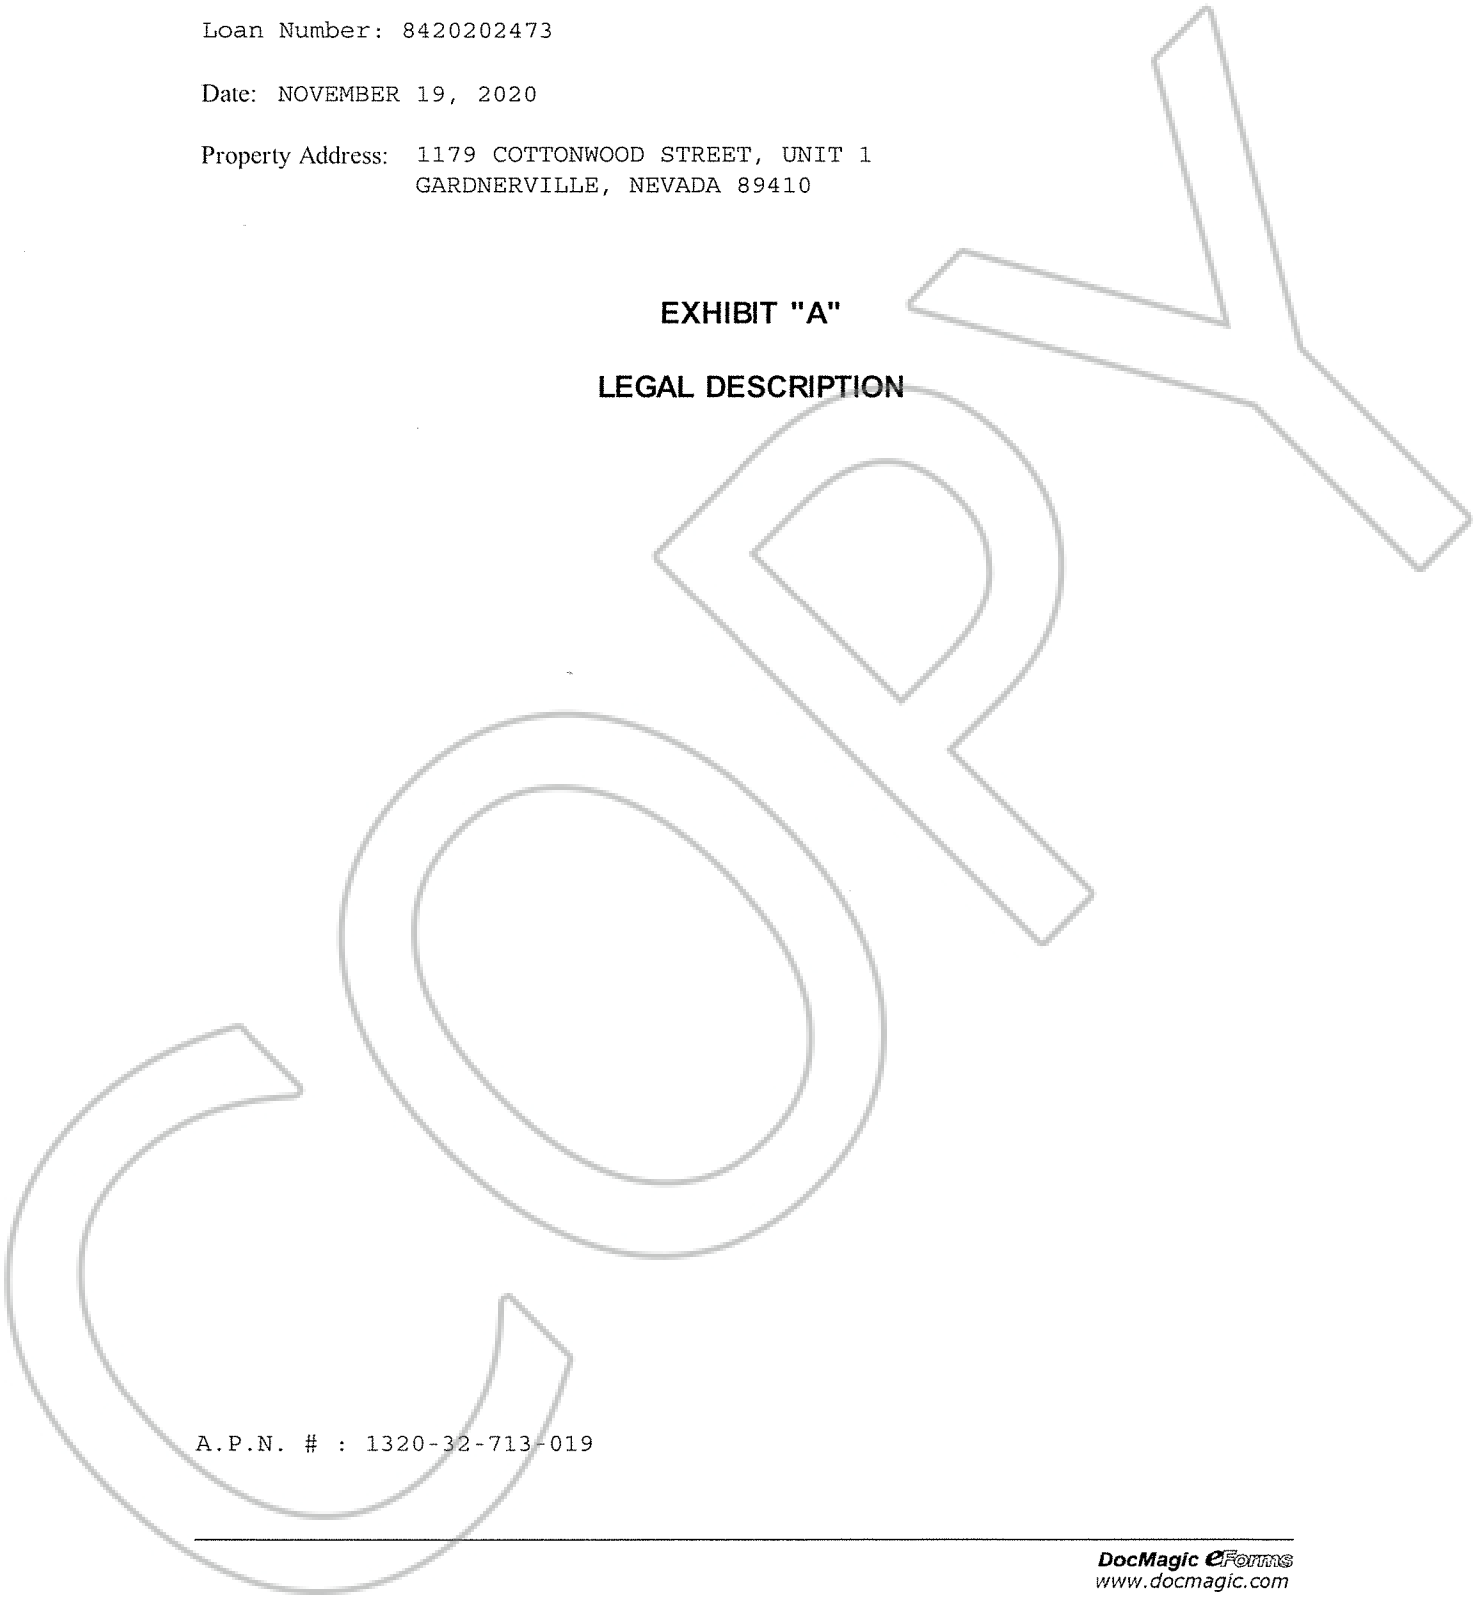 Loan Number: 8420202473
Date: NOVEMBER 19, 2020
Property Address: 1179 COTTONWOOD STREET, UNIT 1
GARDNERVILLE, NEVADA 89410
EXHIBIT "A"
LEGAL DESCRIPTION
COPY
A.P.N. # : 1320-32-713-019
DocMagic eForms
www.docmagic.com